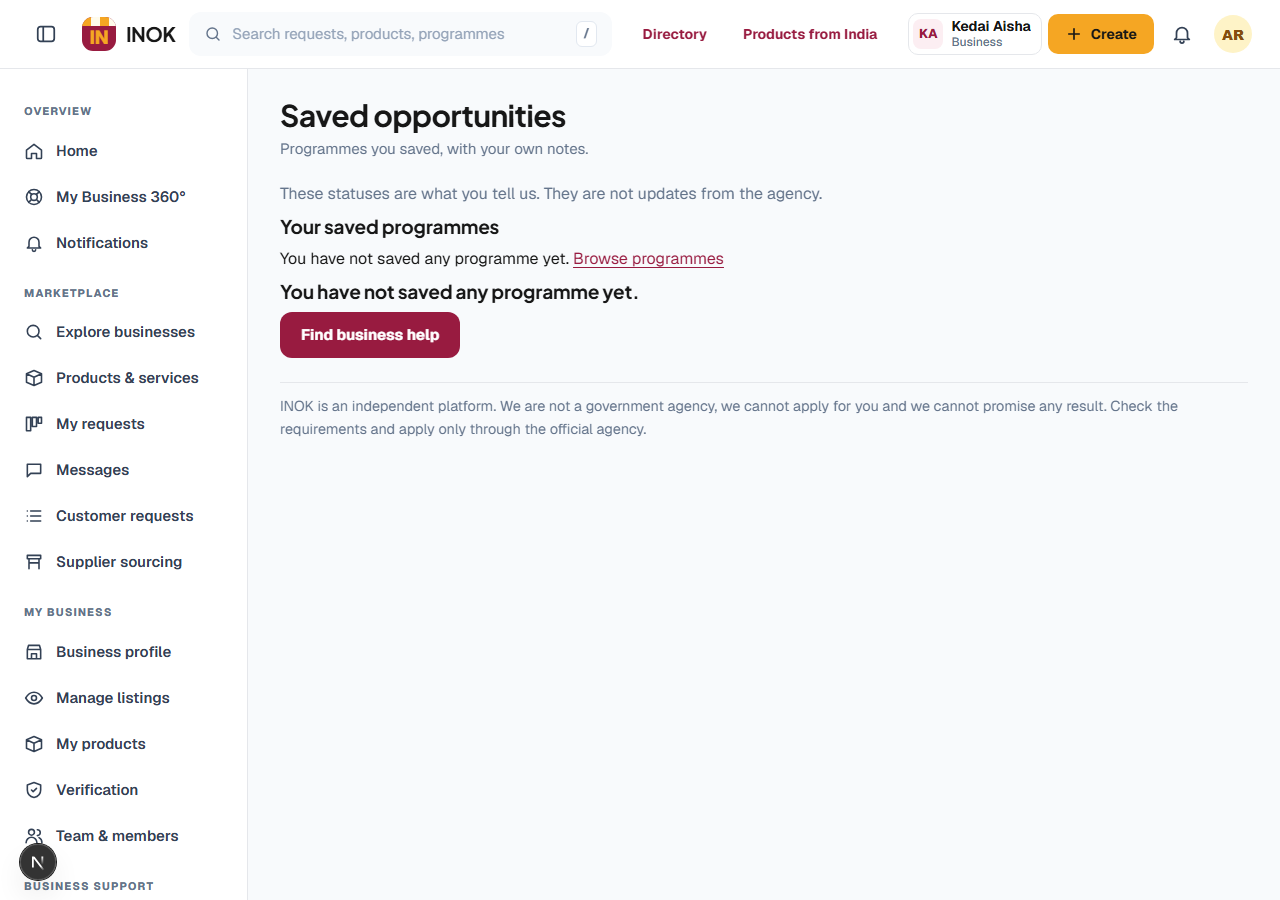 IN INOK
Search requests, products, programmes /
Directory
Products from India
KA Kedai Aisha
Business
+ Create
AR
OVERVIEW
Home
My Business 360°
Notifications
MARKETPLACE
Explore businesses
Products & services
My requests
Messages
Customer requests
Supplier sourcing
MY BUSINESS
Business profile
Manage listings
My products
Verification
Team & members
N
BUSINESS SUPPORT
Saved opportunities
Programmes you saved, with your own notes.
These statuses are what you tell us. They are not updates from the agency.
Your saved programmes
You have not saved any programme yet. Browse programmes
You have not saved any programme yet.
Find business help
INOK is an independent platform. We are not a government agency, we cannot apply for you and we cannot promise any result. Check the
requirements and apply only through the official agency.